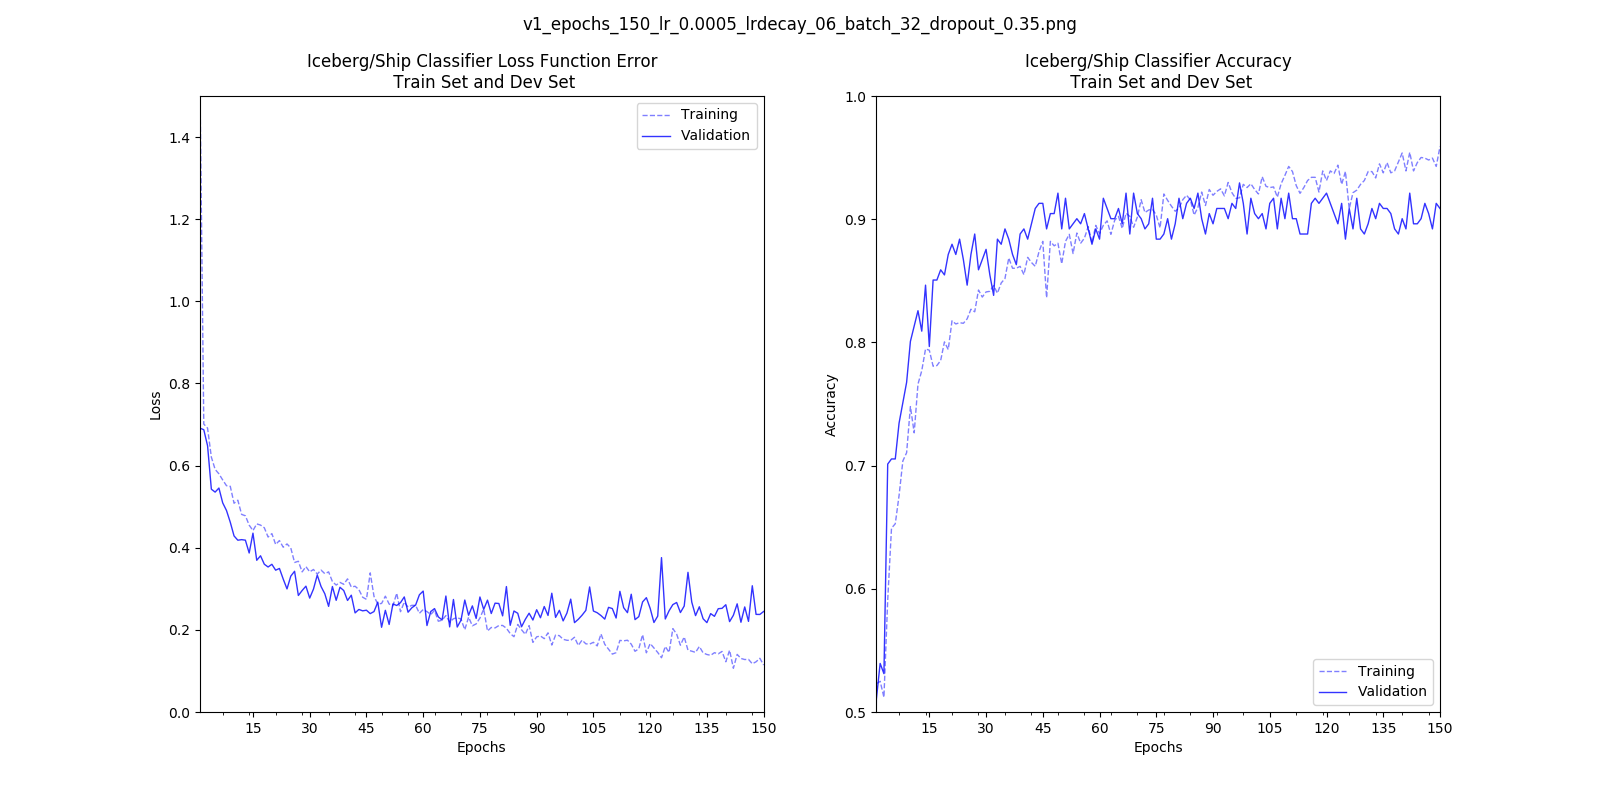 v1_epochs_150_lr_0.0005_lrdecay_06_batch_32_dropout_0.35.png
Iceberg/Ship Classifier Loss Function Error
Train Set and Dev Set
1.4
1.2
1.0
0.8
0.6
0.4
0.2
0.0
Loss
15 30 45 60 75 90 105 120 135 150
Epochs
Training
Validation
Iceberg/Ship Classifier Accuracy
Train Set and Dev Set
1.0
0.9
0.8
0.7
0.6
0.5
Accuracy
15 30 45 60 75 90 105 120 135 150
Epochs
Training
Validation